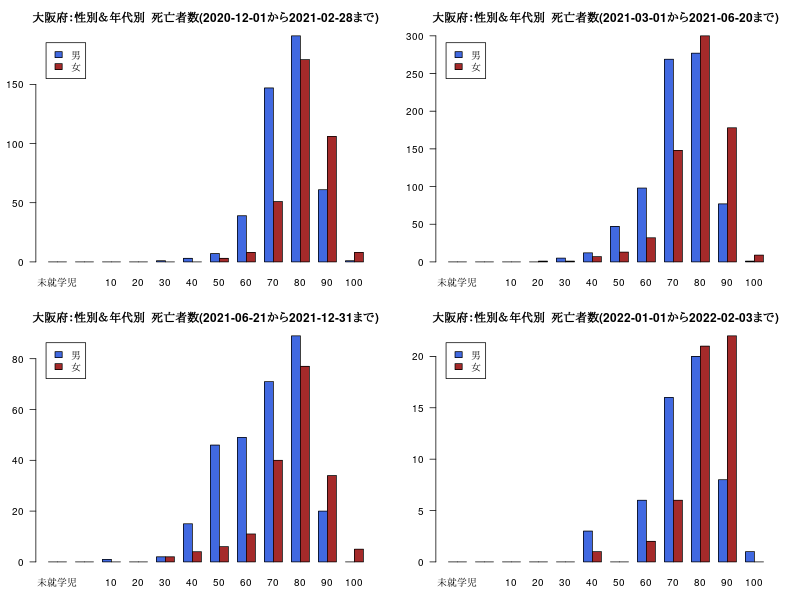 大阪府：性別＆年代別 死亡者数(2020-12-01から2021-02-28まで)
男
女
150
100
50
0
未就学児 10 20 30 40 50 60 70 80 90 100
大阪府：性別＆年代別 死亡者数(2021-03-01から2021-06-20まで)
300
男
女
250
200
150
100
50
0
未就学児 10 20 30 40 50 60 70 80 90 100
大阪府：性別＆年代別 死亡者数(2021-06-21から2021-12-31まで)
男
女
80
60
40
20
0
未就学児 10 20 30 40 50 60 70 80 90 100
大阪府：性別＆年代別 死亡者数(2022-01-01から2022-02-03まで)
男
女
20
15
10
5
0
未就学児 10 20 30 40 50 60 70 80 90 100